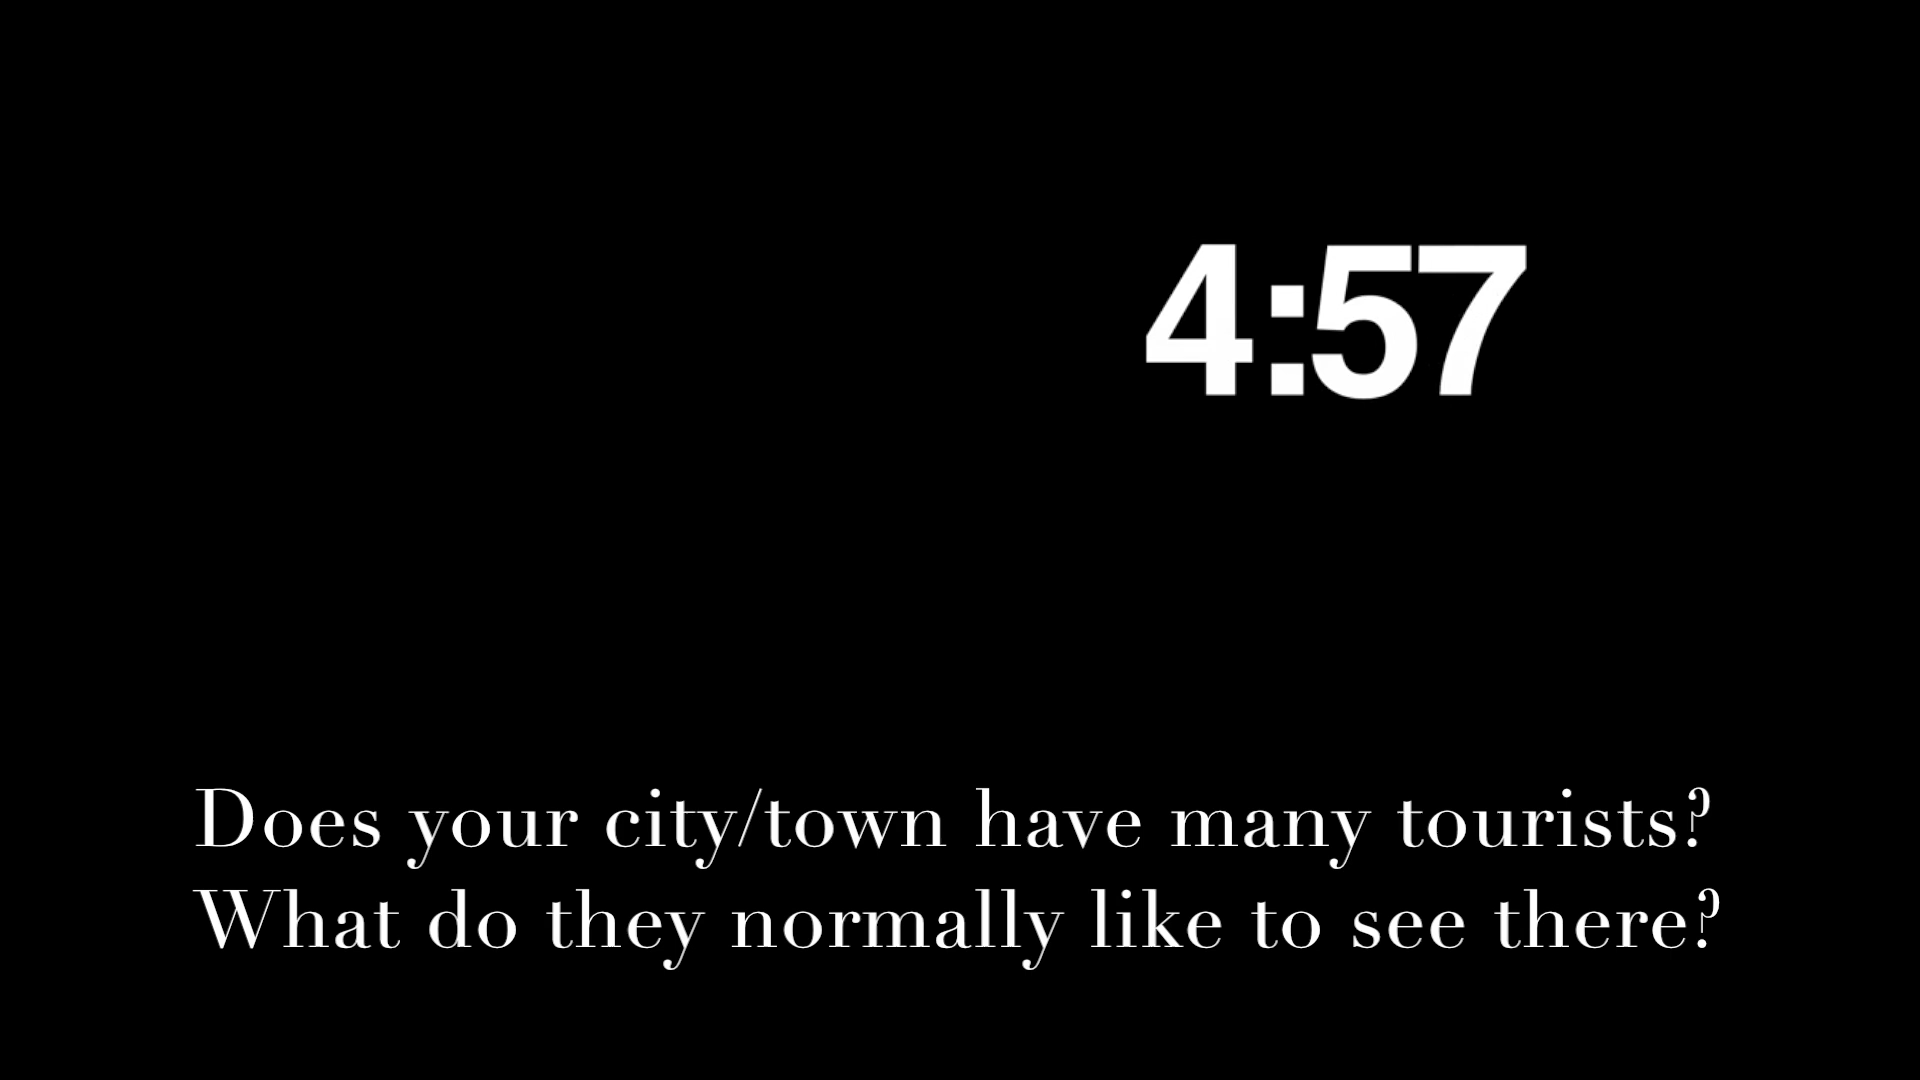 4:57
Does your city/town have many tourists?
What do they normally like to see there?